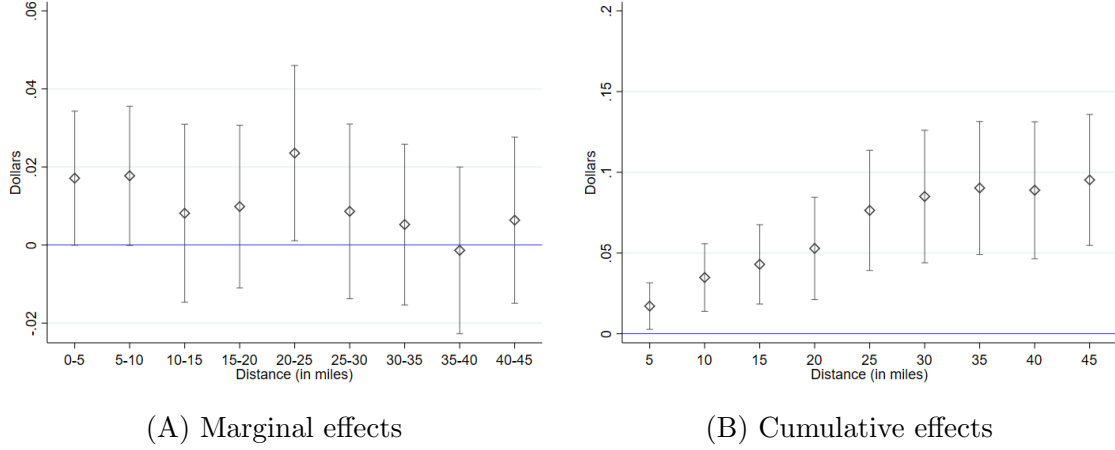 .06
.04
.02
0
-.02
Dollars
0-5 5-10 10-15 15-20 20-25 25-30 30-35 35-40 40-45
Distance (in miles)
(A) Marginal effects
.2
.15
.1
.05
0
Dollars
5 10 15 20 25 30 35 40 45
Distance (in miles)
(B) Cumulative effects